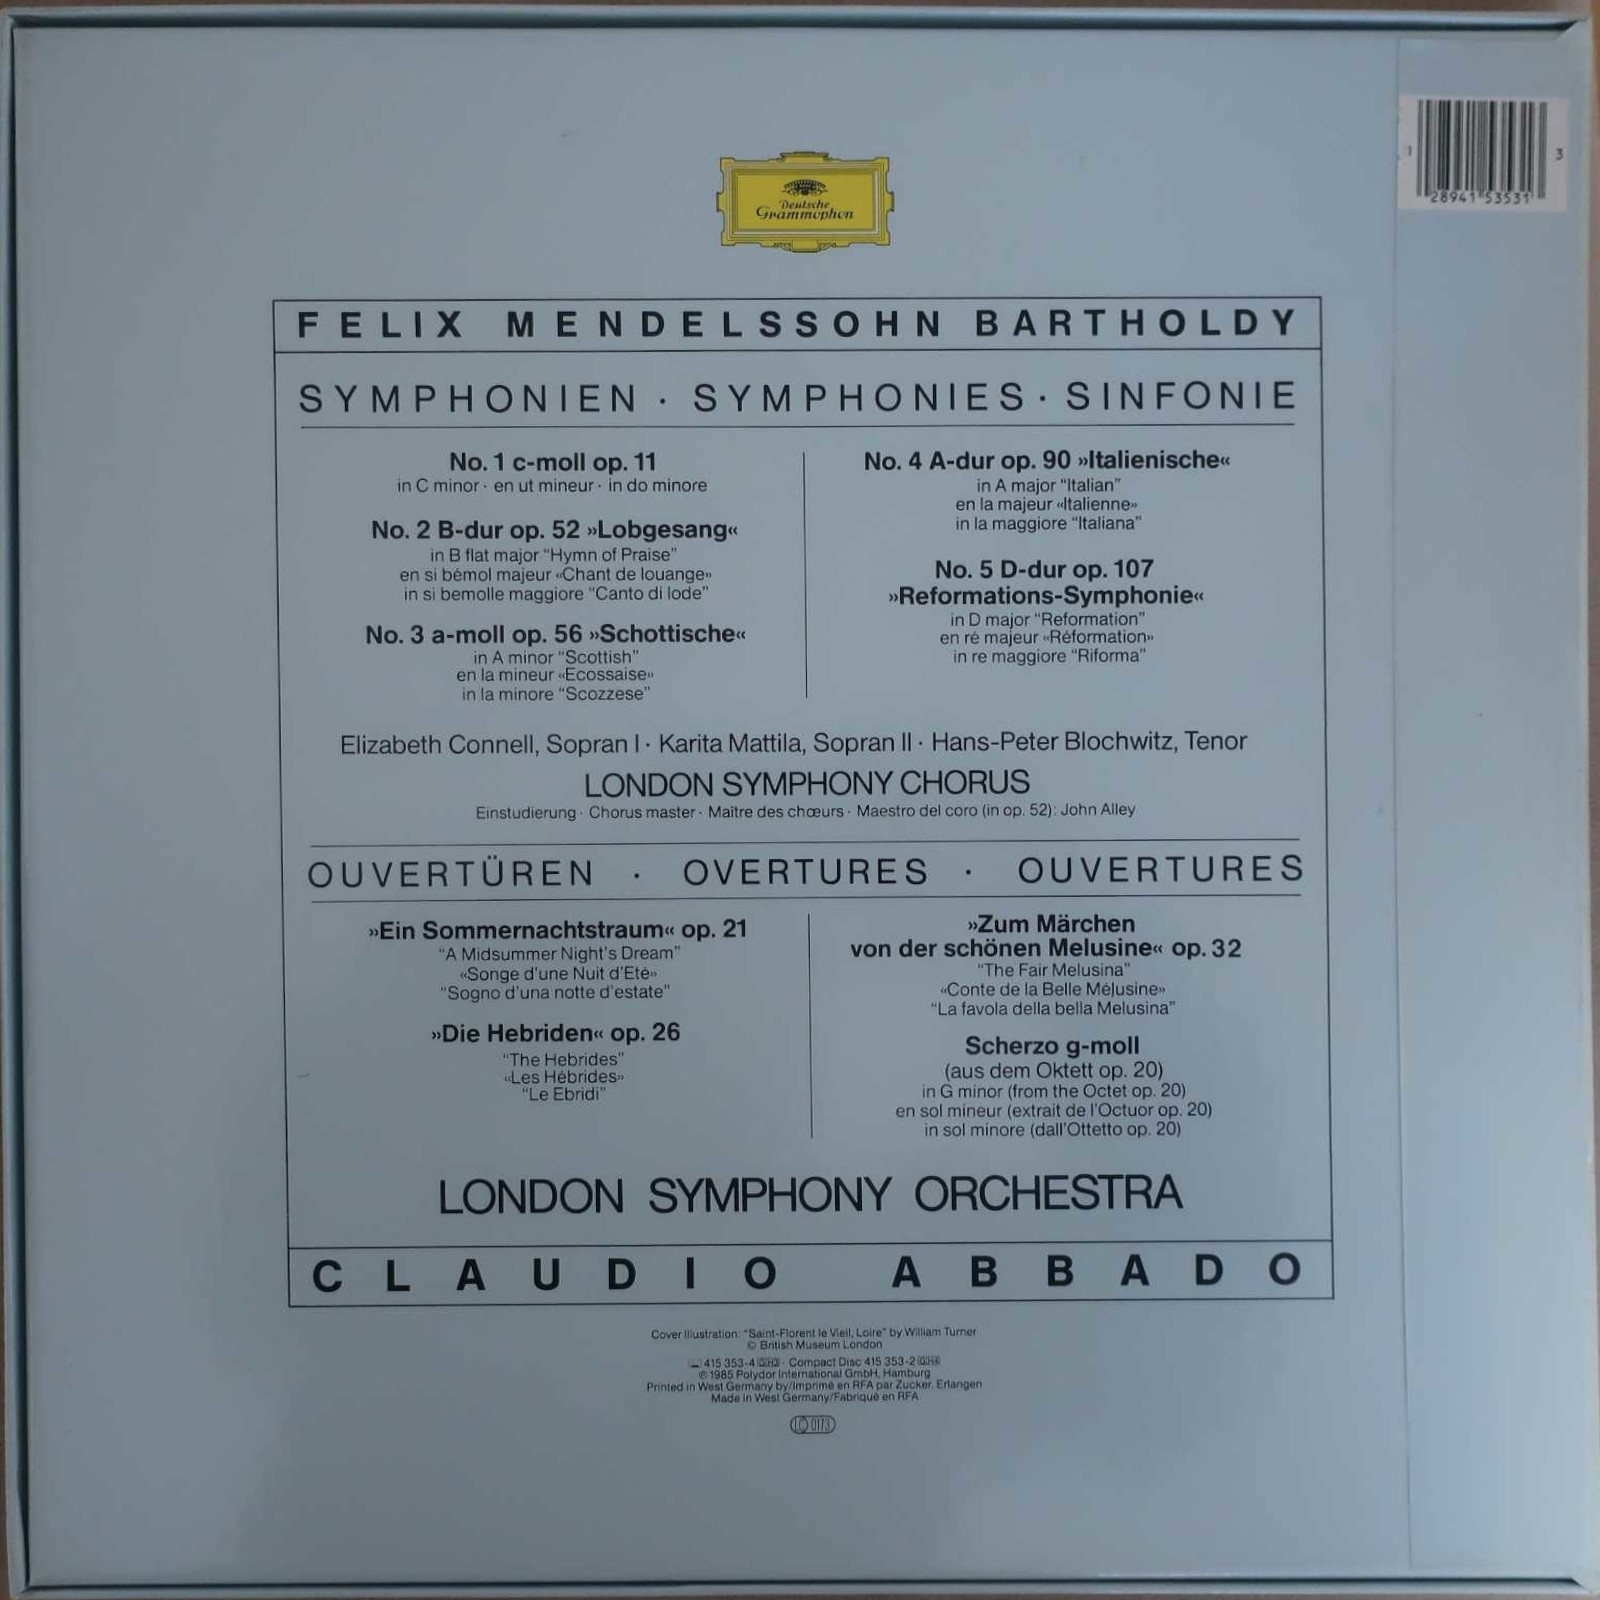 28941 53531
3
Deutsche
Grammophon
FELIX MENDELSSOHN BARTHOLDY
SYMPHONIEN · SYMPHONIES · SINFONIE
No. 1 c-moll op. 11
in C minor · en ut mineur · in do minore
No. 2 B-dur op. 52 »Lobgesang«
in B flat major “Hymn of Praise”
en si bémol majeur «Chant de louange»
in si bemolle maggiore “Canto di lode”
No. 3 a-moll op. 56 »Schottische«
in A minor “Scottish”
en la mineur «Ecossaise»
in la minore “Scozzese”
No. 4 A-dur op. 90 »Italienische«
in A major “Italian”
en la majeur «Italienne»
in la maggiore “Italiana”
No. 5 D-dur op. 107
»Reformations-Symphonie«
in D major “Reformation”
en ré majeur «Réformation»
in re maggiore “Riforma”
Elizabeth Connell, Sopran I · Karita Mattila, Sopran II · Hans-Peter Blochwitz, Tenor
LONDON SYMPHONY CHORUS
Einstudierung · Chorus master · Maître des chœurs · Maestro del coro (in op. 52): John Alley
OUVERTÜREN · OVERTURES · OUVERTURES
»Ein Sommernachtstraum« op. 21
“A Midsummer Night's Dream”
«Songe d'une Nuit d'Eté»
“Sogno d'una notte d'estate”
»Die Hebriden« op. 26
“The Hebrides”
«Les Hébrides»
“Le Ebridi”
»Zum Märchen
von der schönen Melusine« op. 32
“The Fair Melusina”
«Conte de la Belle Mélusine»
“La favola della bella Melusina”
Scherzo g-moll
(aus dem Oktett op. 20)
in G minor (from the Octet op. 20)
en sol mineur (extrait de l'Octuor op. 20)
in sol minore (dall'Ottetto op. 20)
LONDON SYMPHONY ORCHESTRA
CLAUDIO ABBADO
Cover Illustration: “Saint-Florent le Vieil, Loire” by William Turner
© British Museum London
415 353-4 · Compact Disc 415 353-2
℗ 1985 Polydor International GmbH, Hamburg
Printed in West Germany by/Imprimé en RFA par Zucker, Erlangen
Made in West Germany/Fabriqué en RFA
0173